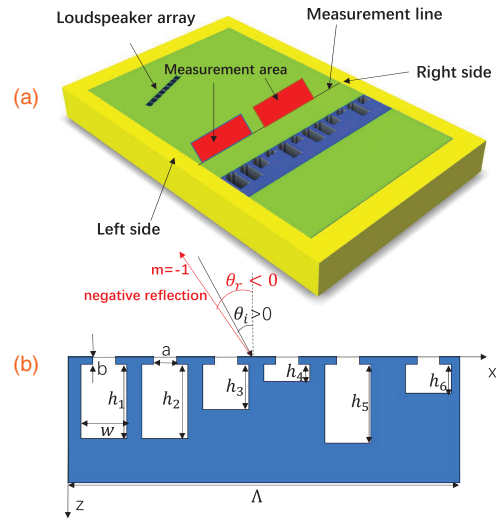 Loudspeaker array
Measurement line
Measurement area
Right side
(a)
Left side
m=-1
θr < 0
negative reflection
θi>0
(b)
a
b
x
h1
h2
h3
h4
h5
h6
w
Λ
z